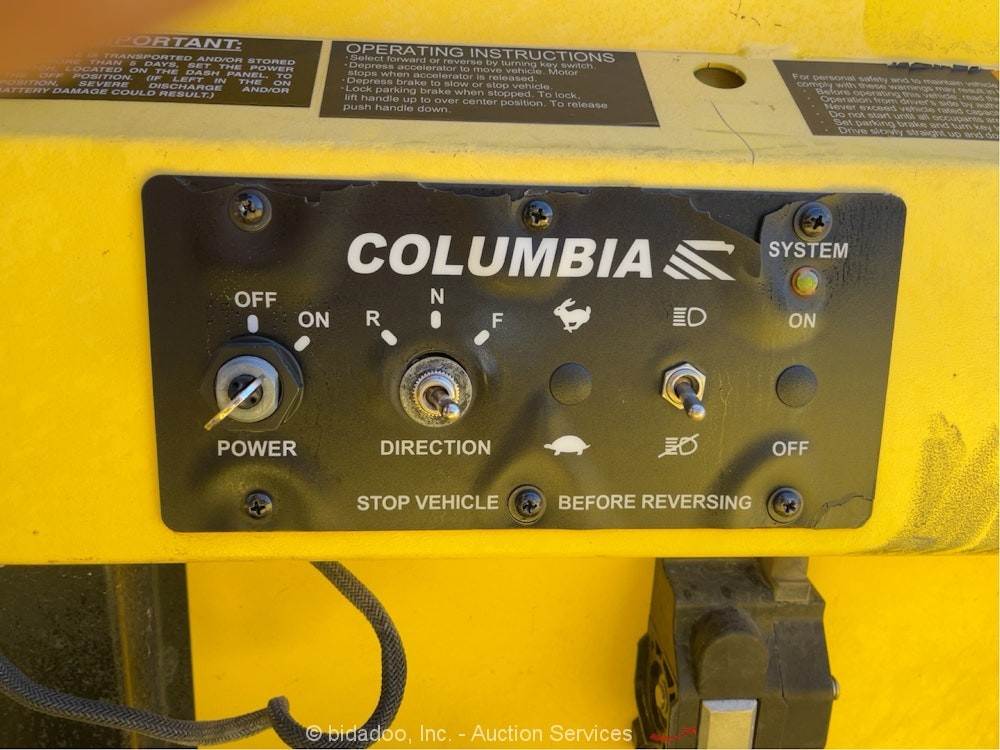 IMPORTANT:
IS TRANSPORTED AND/OR STORED
MORE THAN 5 DAYS, SET THE POWER
LOCATED ON THE DASH PANEL, TO
THE OFF POSITION. (IF LEFT IN THE ON
POSITION, SEVERE DISCHARGE AND/OR
BATTERY DAMAGE COULD RESULT.)
OPERATING INSTRUCTIONS
·Select forward or reverse by turning key switch.
·Depress accelerator to move vehicle. Motor
stops when accelerator is released.
·Depress brake to slow or stop vehicle.
·Lock parking brake when stopped. To lock,
lift handle up to over center position. To release
push handle down.
For personal safety and to maintain
comply with these warnings may result
· Before operating this vehicle,
· Operation from driver's side by auth
· Never exceed vehicle rated capacit
· Do not start until all occupants are
· Set parking brake and turn key t
· Drive slowly straight up and do
COLUMBIA
SYSTEM
OFF
ON
R
N
F
ON
POWER
DIRECTION
OFF
STOP VEHICLE
BEFORE REVERSING
© bidadoo, Inc. - Auction Services